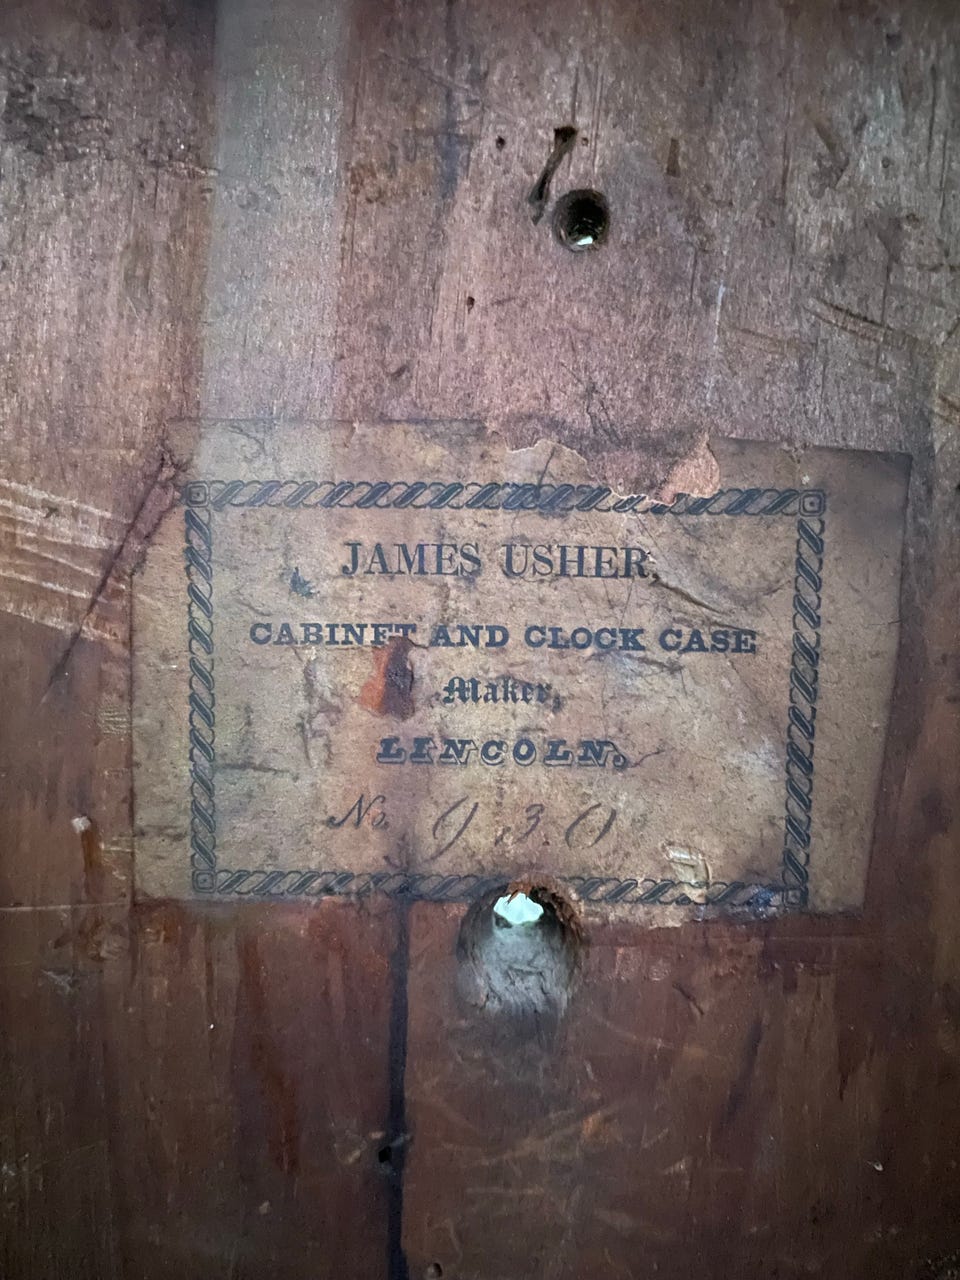 JAMES USHER,
CABINET AND CLOCK CASE
Maker,
LINCOLN.
No. 930